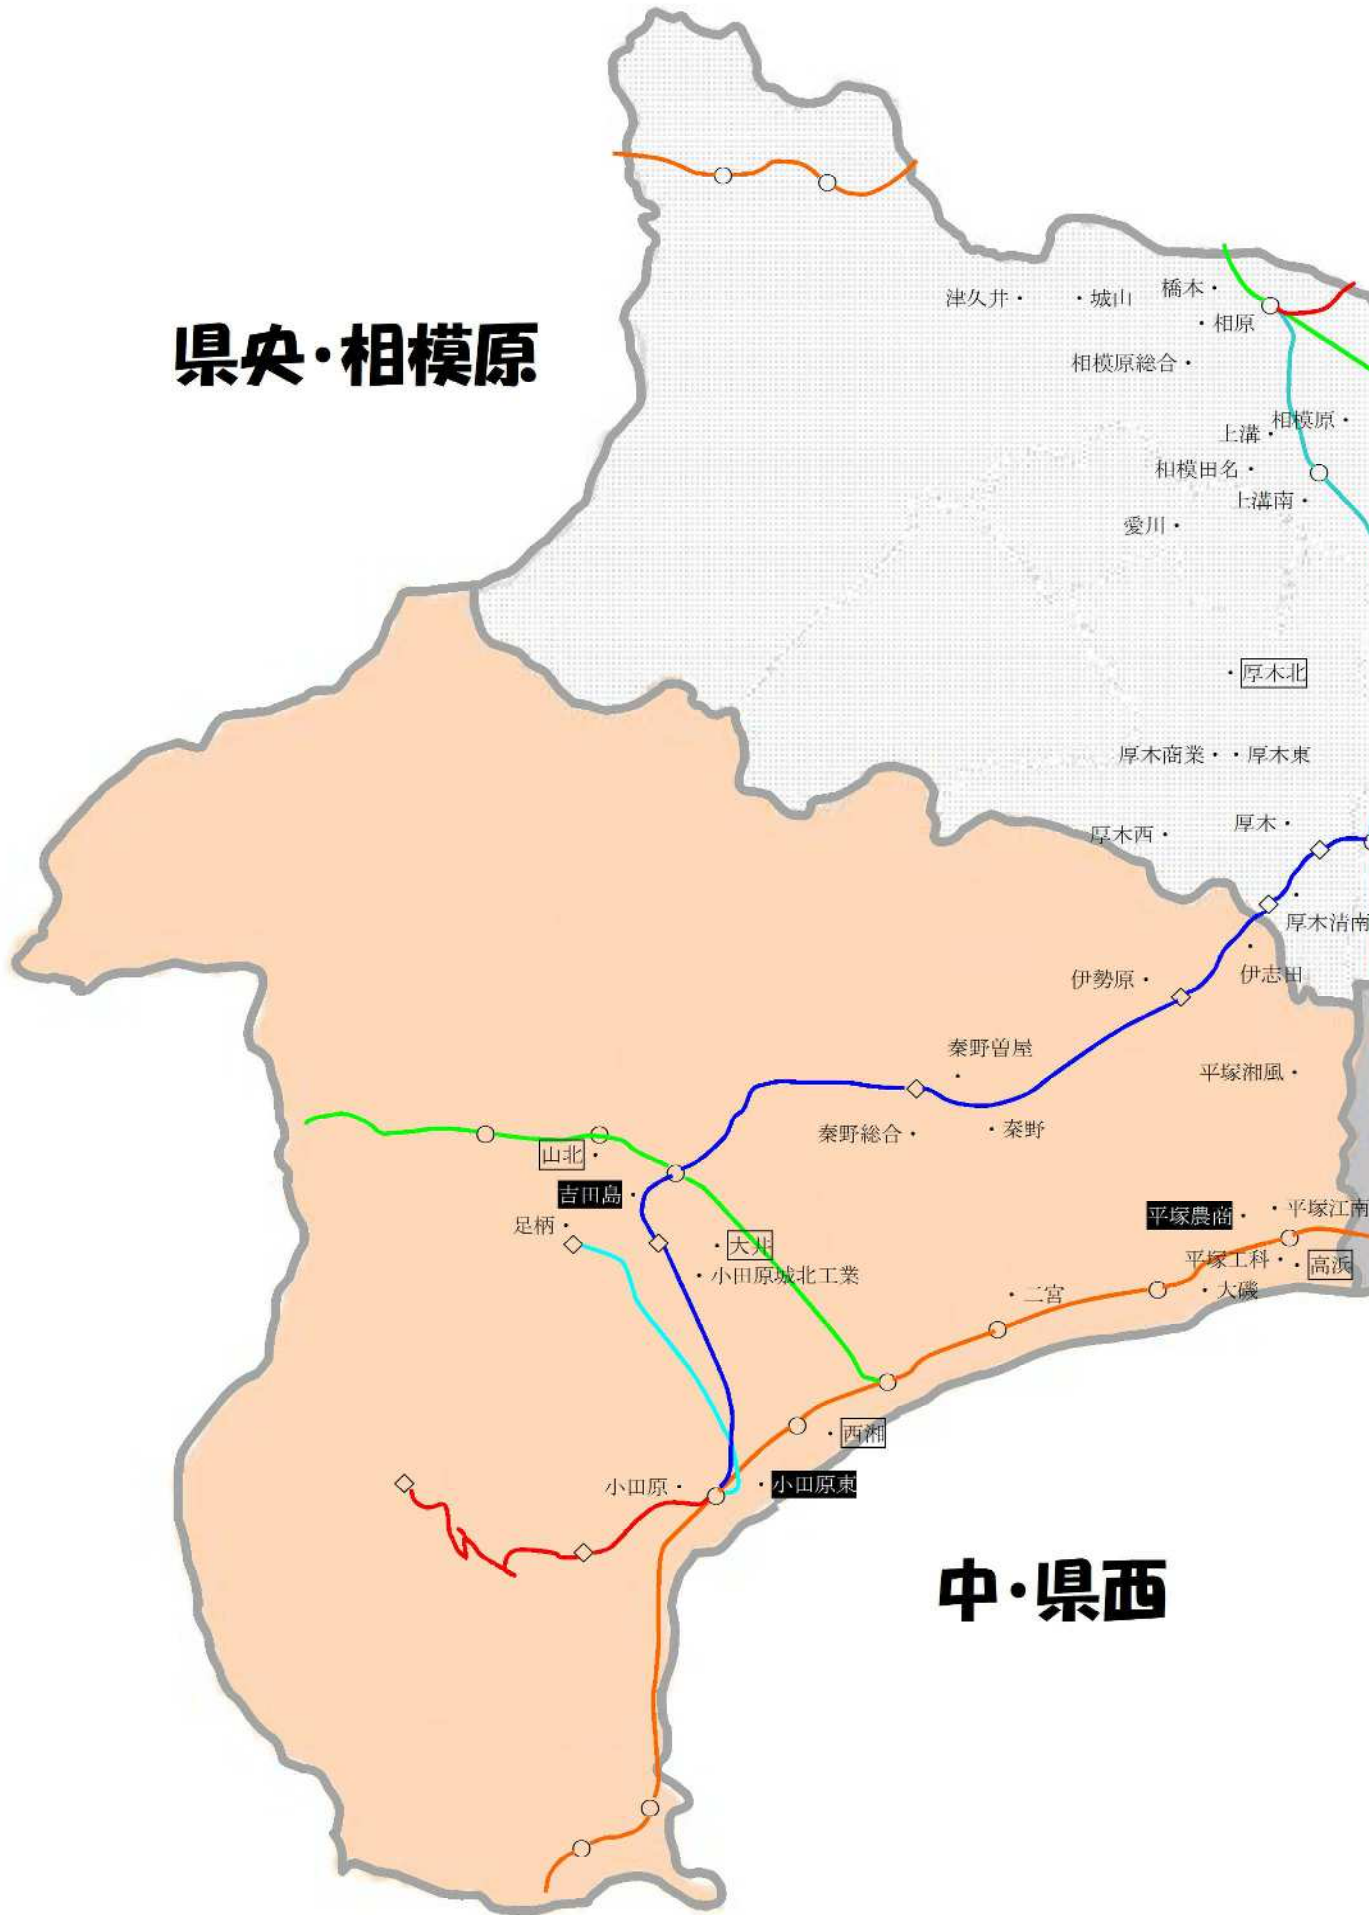 津久井
城山
橋本
相原
県央・相模原
相模原総合
相模原
上溝
相模田名
上溝南
愛川
厚木北
厚木商業
厚木東
厚木
厚木西
厚木清南
伊志田
伊勢原
秦野曽屋
平塚湘風
秦野総合
秦野
山北
吉田島
足柄
平塚農商
平塚江南
大井
平塚工科
高浜
小田原城北工業
二宮
大磯
西湘
小田原
小田原東
中・県西